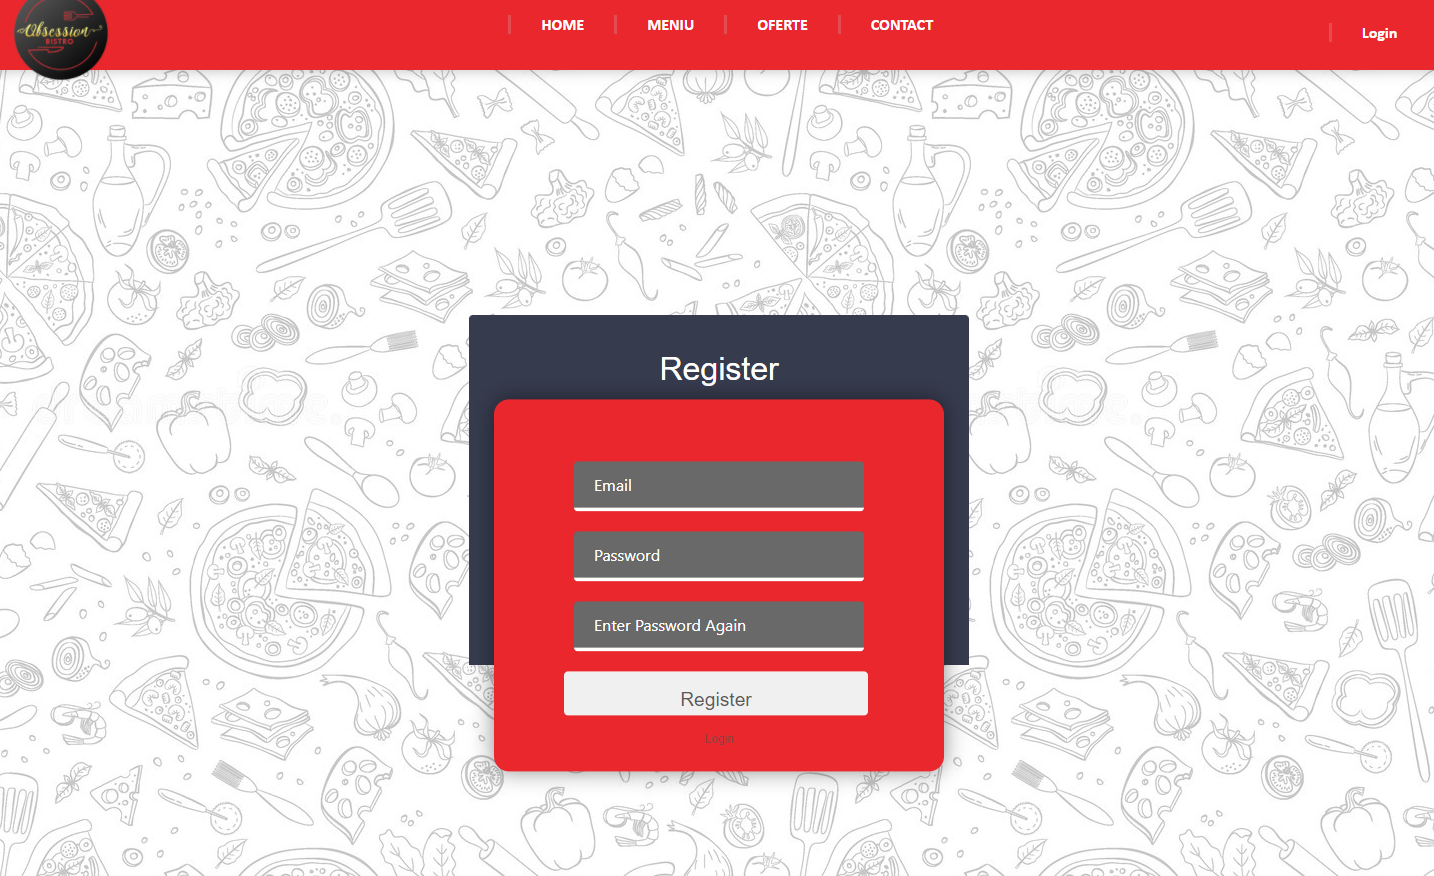 Obsession
BISTRO
HOME
MENIU
OFERTE
CONTACT
Login
Register
Email
Password
Enter Password Again
Register
Login